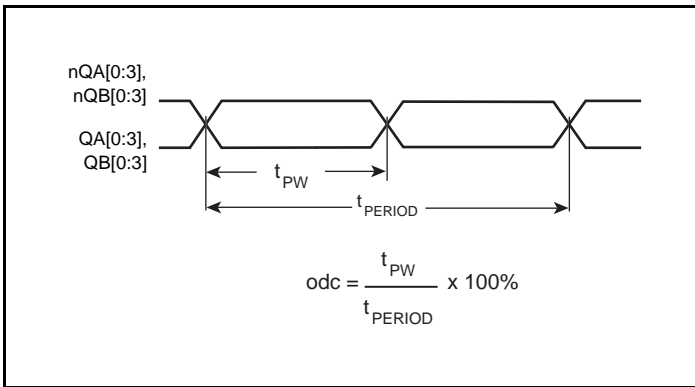 nQA[0:3],
nQB[0:3]
QA[0:3],
QB[0:3]
tPW
tPERIOD
odc = tPW / tPERIOD x 100%